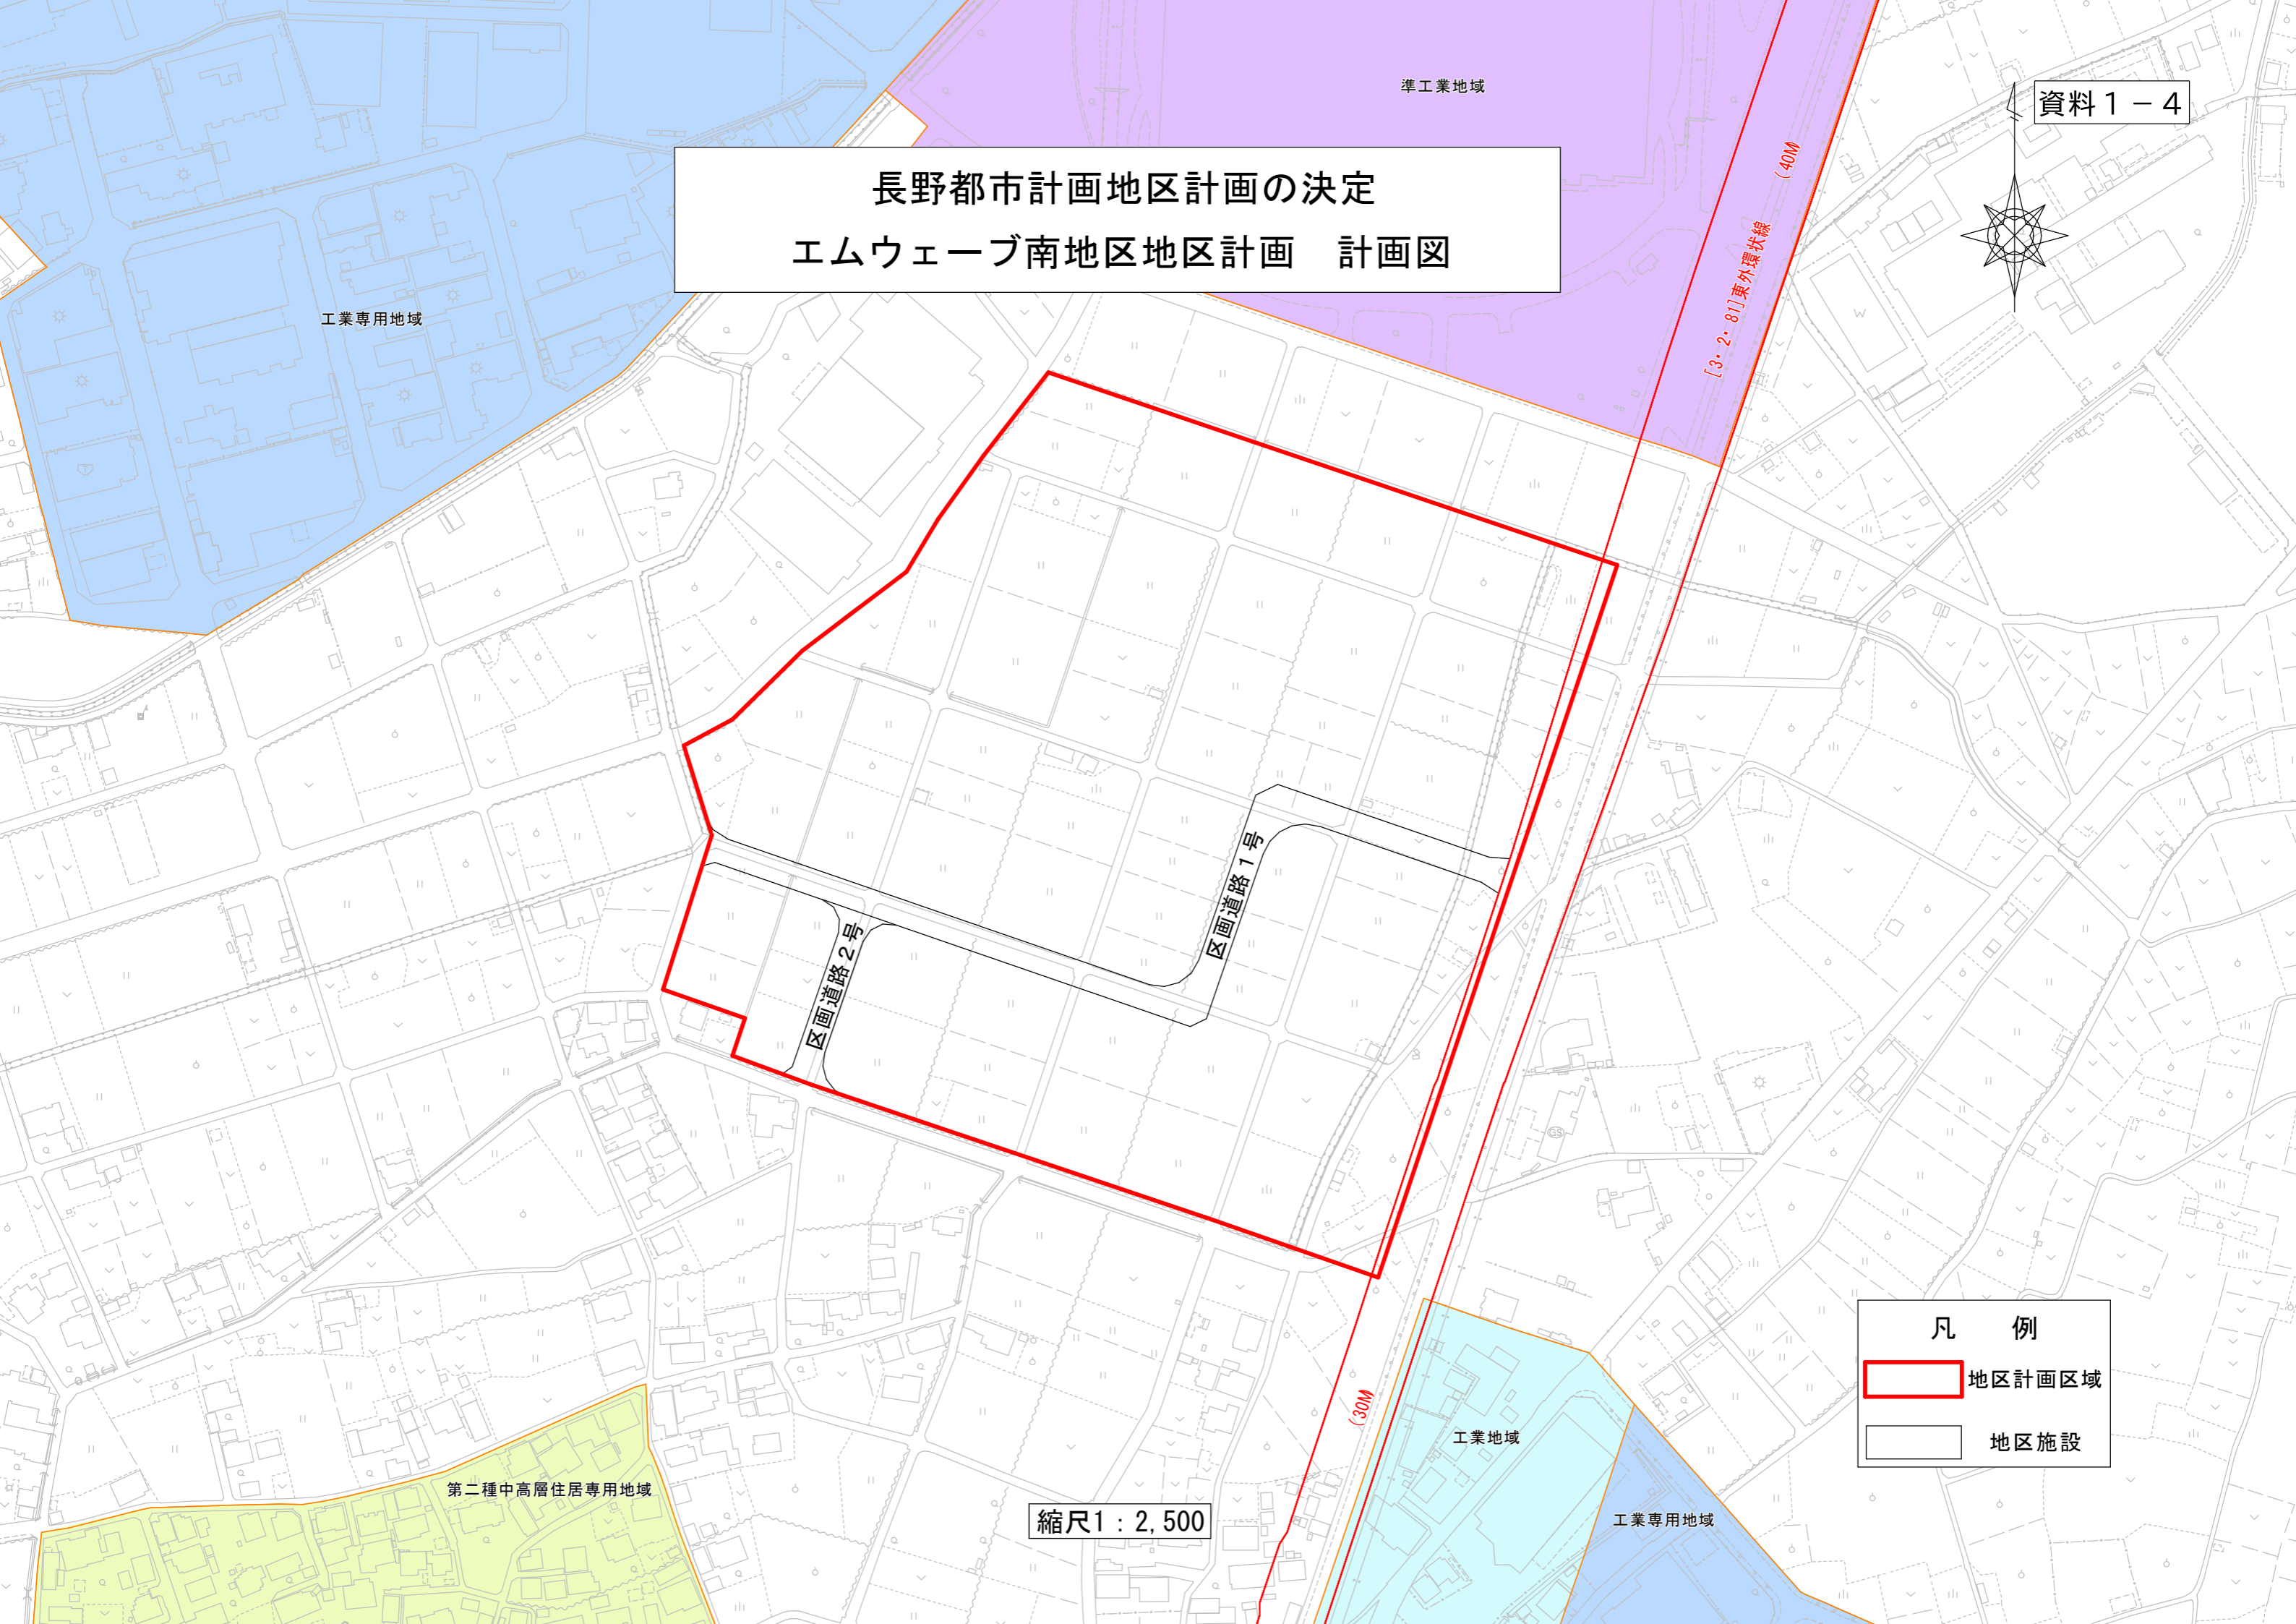 資料１－４
長野都市計画地区計画の決定
エムウェーブ南地区地区計画　計画図
準工業地域
(40M
[3・2・81]東外環状線
工業専用地域
区画道路１号
区画道路２号
(30M
工業地域
工業専用地域
第二種中高層住居専用地域
縮尺1：2,500
凡　例
地区計画区域
地区施設
GS
W